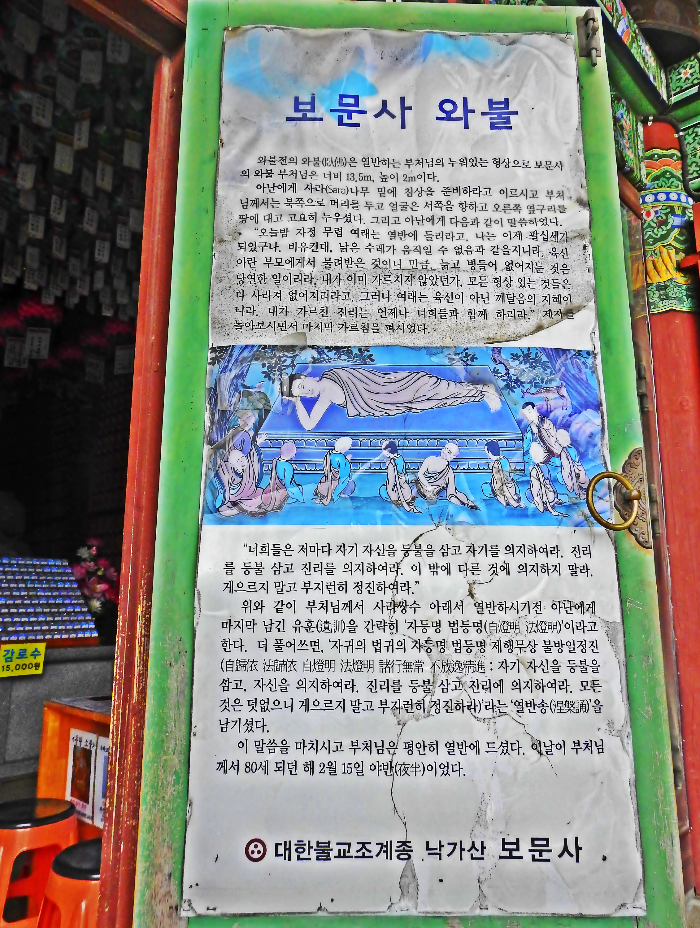 보문사 와불
와불전의 와불(臥佛)은 열반하는 부처님의 누워있는 형상으로 보문사
의 와불 부처님은 너비 13.5m, 높이 2m이다.
아난에게 사라(Sara)나무 밑에 침상을 준비하라고 이르시고 부처
님께서는 북쪽으로 머리를 두고 얼굴은 서쪽을 향하고 오른쪽 옆구리를
땅에 대고 고요히 누우셨다. 그리고 아난에게 다음과 같이 말씀하셨다.
"오늘밤 자정 무렵 여래는 열반에 들리라고, 나는 이제 팔십세가
되었구나. 비유컨대, 낡은 수레가 움직일 수 없음과 같을지니라. 육신
이란 부모에게서 물려받은 것이니 만큼, 늙고 병들어 없어지는 것은
당연한 일이리라. 내가 이미 가르치지 않았던가. 모든 형상 있는 것들은
다 사라져 없어지리라고, 그러나 여래는 육신이 아닌 깨달음의 지혜이
니라. 내가 가르친 진리는 언제나 너희들과 함께 하리라." 제자를
돌아보시면서 마지막 가르침을 펴시었다.
"너희들은 저마다 자기 자신을 등불을 삼고 자기를 의지하여라. 진리
를 등불 삼고 진리를 의지하여라. 이 밖에 다른 것에 의지하지 말라.
게으르지 말고 부지런히 정진하여라."
위와 같이 부처님께서 사라쌍수 아래서 열반하시기전 아난에게
마지막 남긴 유훈(遺訓)을 간략히 '자등명 법등명(自燈明 法燈明)'이라고
한다. 더 풀어쓰면, '자귀의 법귀의 자등명 법등명 제행무상 불방일정진
(自歸依 法歸依 自燈明 法燈明 諸行無常 不放逸精進 : 자기 자신을 등불을
삼고, 자신을 의지하여라. 진리를 등불 삼고 진리에 의지하여라. 모든
것은 덧없으니 게으르지 말고 부지런히 정진하라)'라는 '열반송(涅槃誦)'을
남기셨다.
이 말씀을 마치시고 부처님은 평안히 열반에 드셨다. 이날이 부처님
께서 80세 되던 해 2월 15일 야반(夜半)이었다.
대한불교조계종 낙가산 보문사
감로수
15,000원